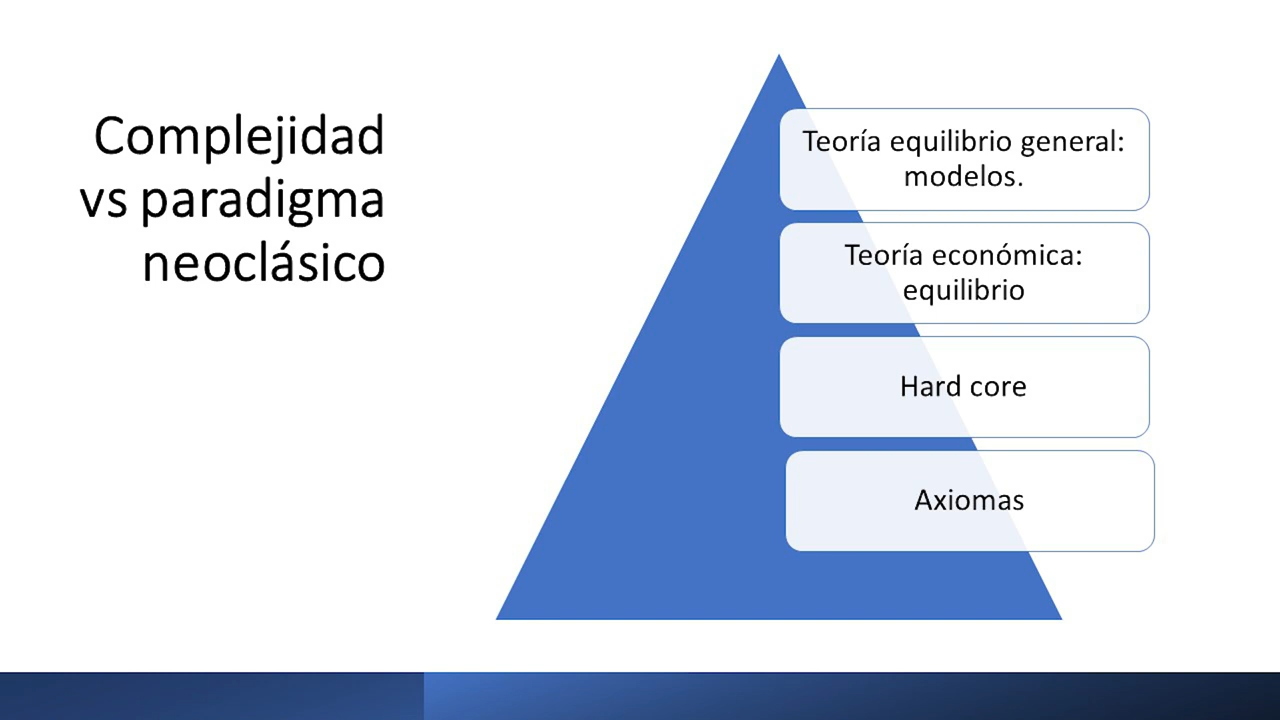 Complejidad
vs paradigma
neoclásico
Teoría equilibrio general:
modelos.
Teoría económica:
equilibrio
Hard core
Axiomas